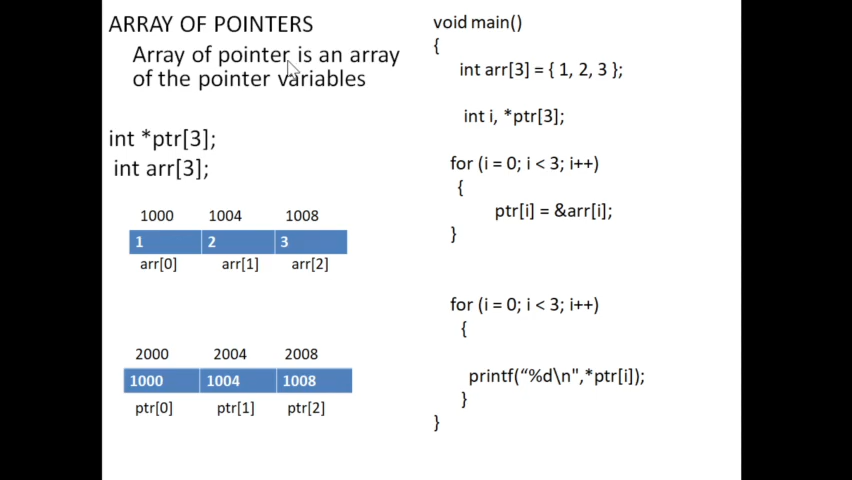 ARRAY OF POINTERS
Array of pointer is an array
of the pointer variables
int *ptr[3];
int arr[3];
1000 1004 1008
1 2 3
arr[0] arr[1] arr[2]
2000 2004 2008
1000 1004 1008
ptr[0] ptr[1] ptr[2]
void main()
{
int arr[3] = { 1, 2, 3 };
int i, *ptr[3];
for (i = 0; i < 3; i++)
{
ptr[i] = &arr[i];
}
for (i = 0; i < 3; i++)
{
printf(“%d\n",*ptr[i]);
}
}